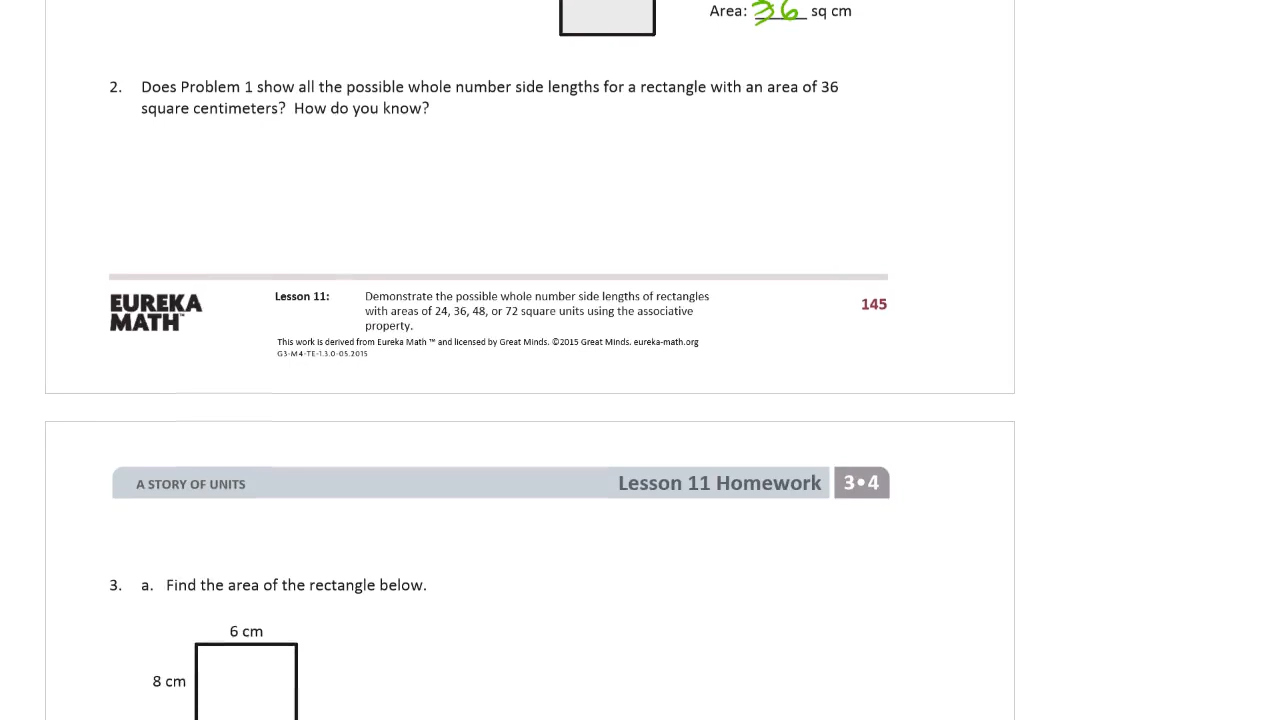 Area: 36 sq cm
2. Does Problem 1 show all the possible whole number side lengths for a rectangle with an area of 36
square centimeters? How do you know?
EUREKA
MATH™
Lesson 11: Demonstrate the possible whole number side lengths of rectangles
with areas of 24, 36, 48, or 72 square units using the associative
property.
145
This work is derived from Eureka Math ™ and licensed by Great Minds. ©2015 Great Minds. eureka-math.org
G3-M4-TE-1.3.0-05.2015
A STORY OF UNITS
Lesson 11 Homework 3•4
3. a. Find the area of the rectangle below.
6 cm
8 cm